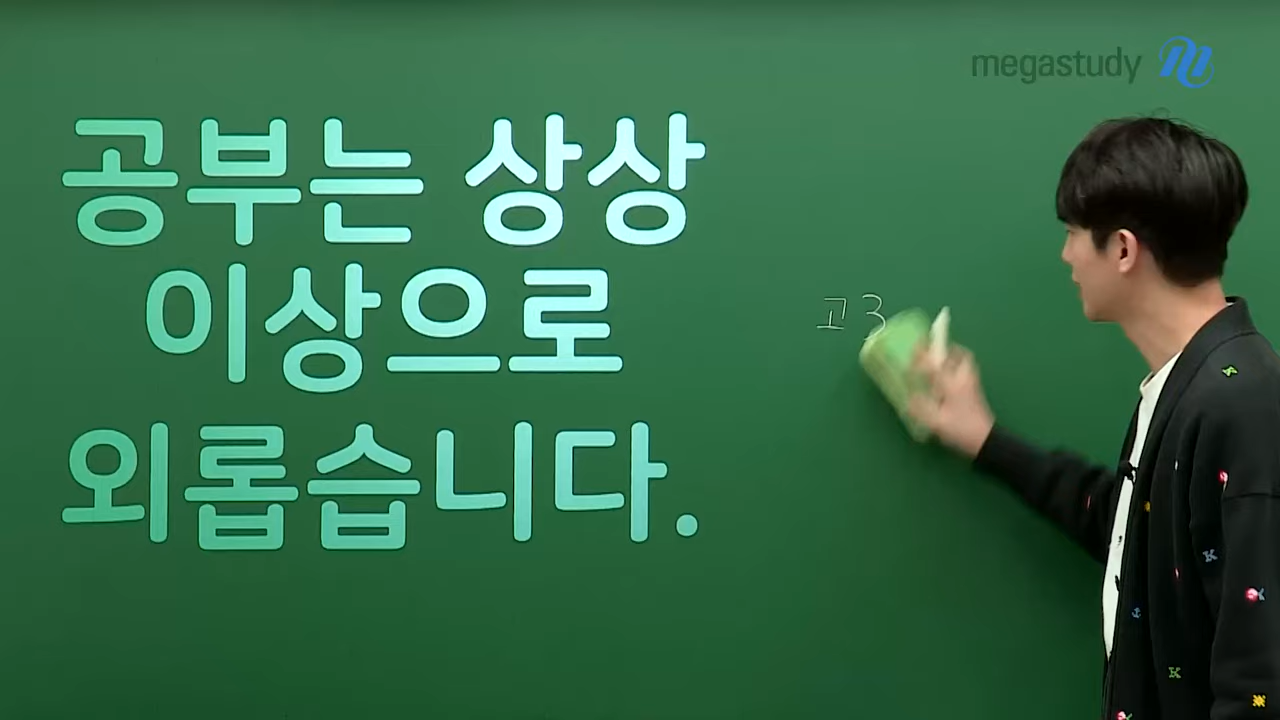 megastudy
공부는 상상
이상으로
외롭습니다.
고3